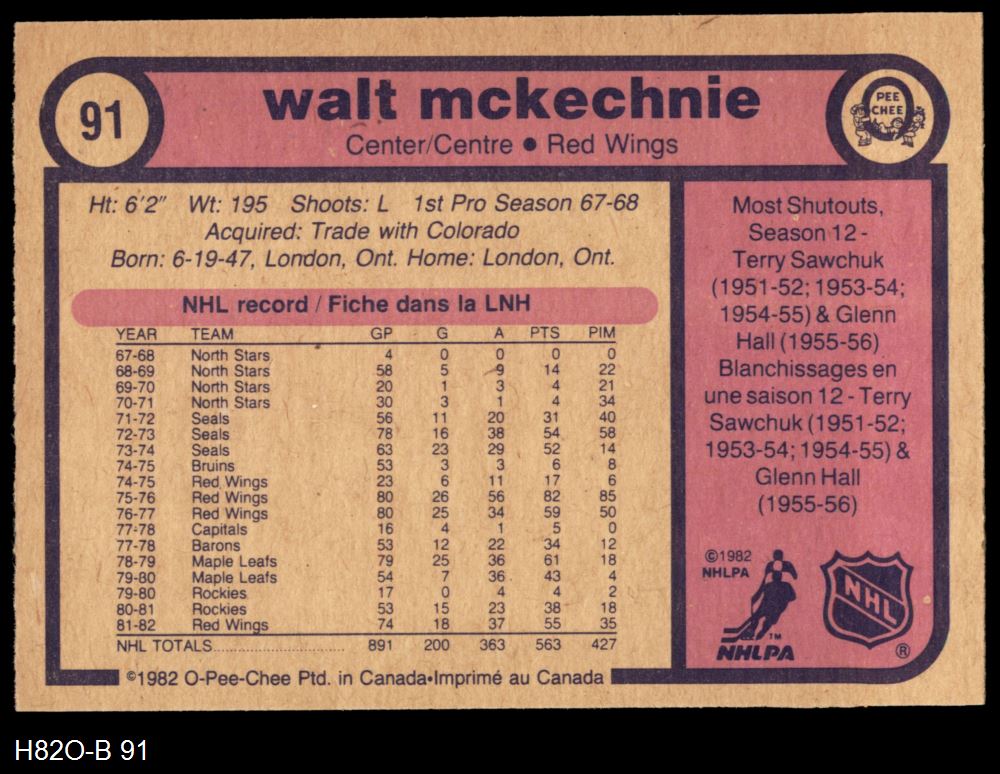 91
walt mckechnie
PEE
CHEE
Center/Centre ● Red Wings
Ht: 6'2" Wt: 195 Shoots: L 1st Pro Season 67-68
Acquired: Trade with Colorado
Born: 6-19-47, London, Ont. Home: London, Ont.
NHL record / Fiche dans la LNH
YEAR TEAM GP G A PTS PIM
67-68 North Stars 4 0 0 0 0
68-69 North Stars 58 5 9 14 22
69-70 North Stars 20 1 3 4 21
70-71 North Stars 30 3 1 4 34
71-72 Seals 56 11 20 31 40
72-73 Seals 78 16 38 54 58
73-74 Seals 63 23 29 52 14
74-75 Bruins 53 3 3 6 8
74-75 Red Wings 23 6 11 17 6
75-76 Red Wings 80 26 56 82 85
76-77 Red Wings 80 25 34 59 50
77-78 Capitals 16 4 1 5 0
77-78 Barons 53 12 22 34 12
78-79 Maple Leafs 79 25 36 61 18
79-80 Maple Leafs 54 7 36 43 4
79-80 Rockies 17 0 4 4 2
80-81 Rockies 53 15 23 38 18
81-82 Red Wings 74 18 37 55 35
NHL TOTALS 891 200 363 563 427
©1982 O-Pee-Chee Ptd. in Canada•Imprimé au Canada
Most Shutouts,
Season 12 -
Terry Sawchuk
(1951-52; 1953-54;
1954-55) & Glenn
Hall (1955-56)
Blanchissages en
une saison 12 - Terry
Sawchuk (1951-52;
1953-54; 1954-55) &
Glenn Hall
(1955-56)
©1982
NHLPA
TM
NHLPA
NHL
®
H82O-B 91